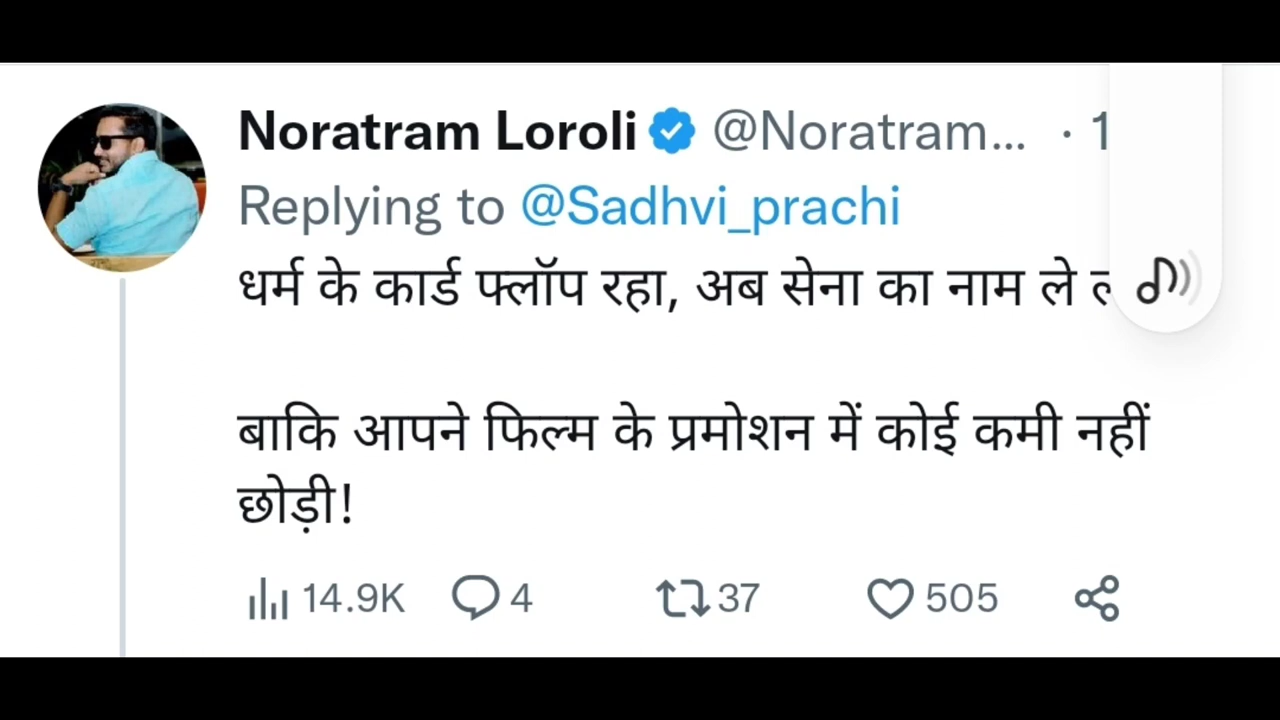 Noratram Loroli @Noratram... · 1
Replying to @Sadhvi_prachi
धर्म के कार्ड फ्लॉप रहा, अब सेना का नाम ले
बाकि आपने फिल्म के प्रमोशन में कोई कमी नहीं
छोड़ी!
14.9K 4 37 505